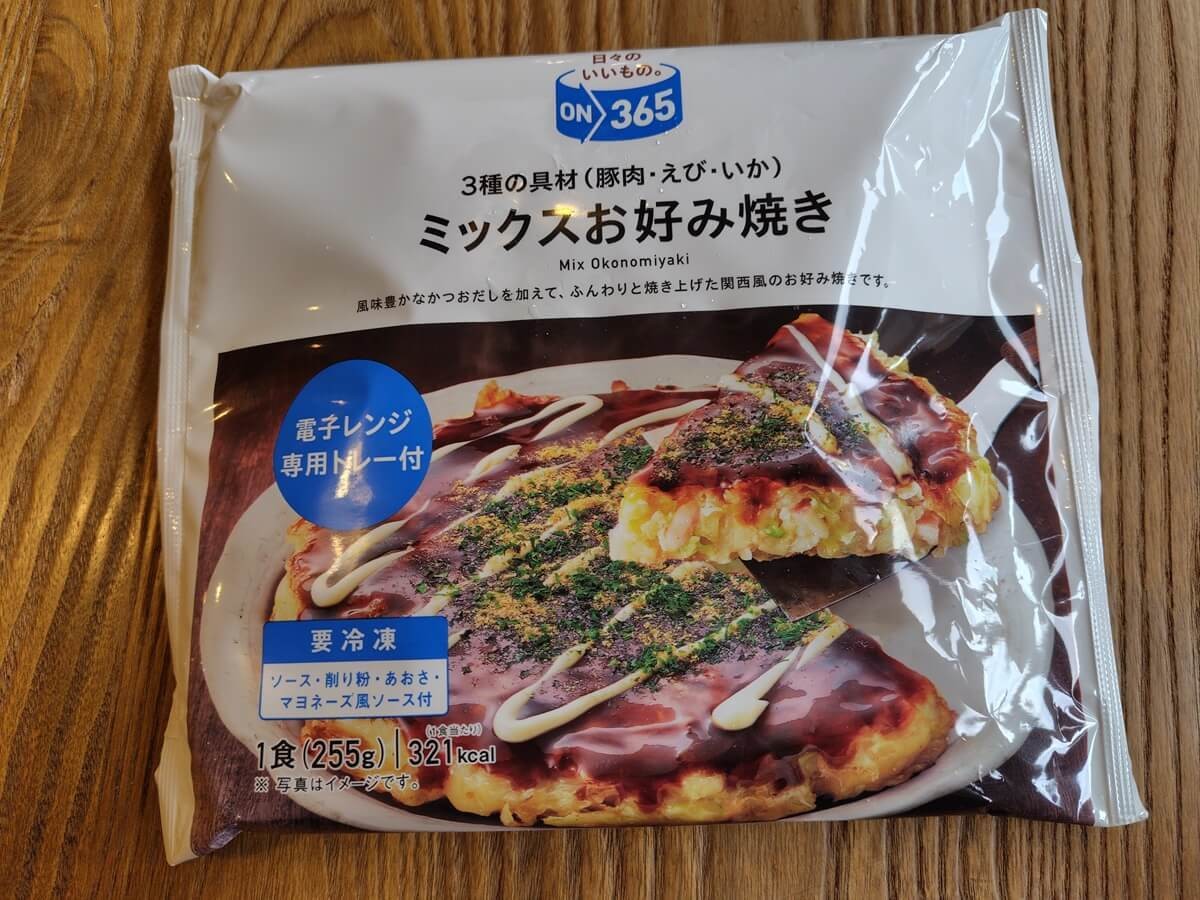 日々の
いいもの。
ON 365
3種の具材(豚肉・えび・いか)
ミックスお好み焼き
Mix Okonomiyaki
風味豊かなかつおだしを加えて、ふんわりと焼き上げた関西風のお好み焼きです。
電子レンジ
専用トレー付
要冷凍
ソース・削り粉・あおさ・
マヨネーズ風ソース付
(1食当たり)
1食(255g) | 321kcal
※ 写真はイメージです。